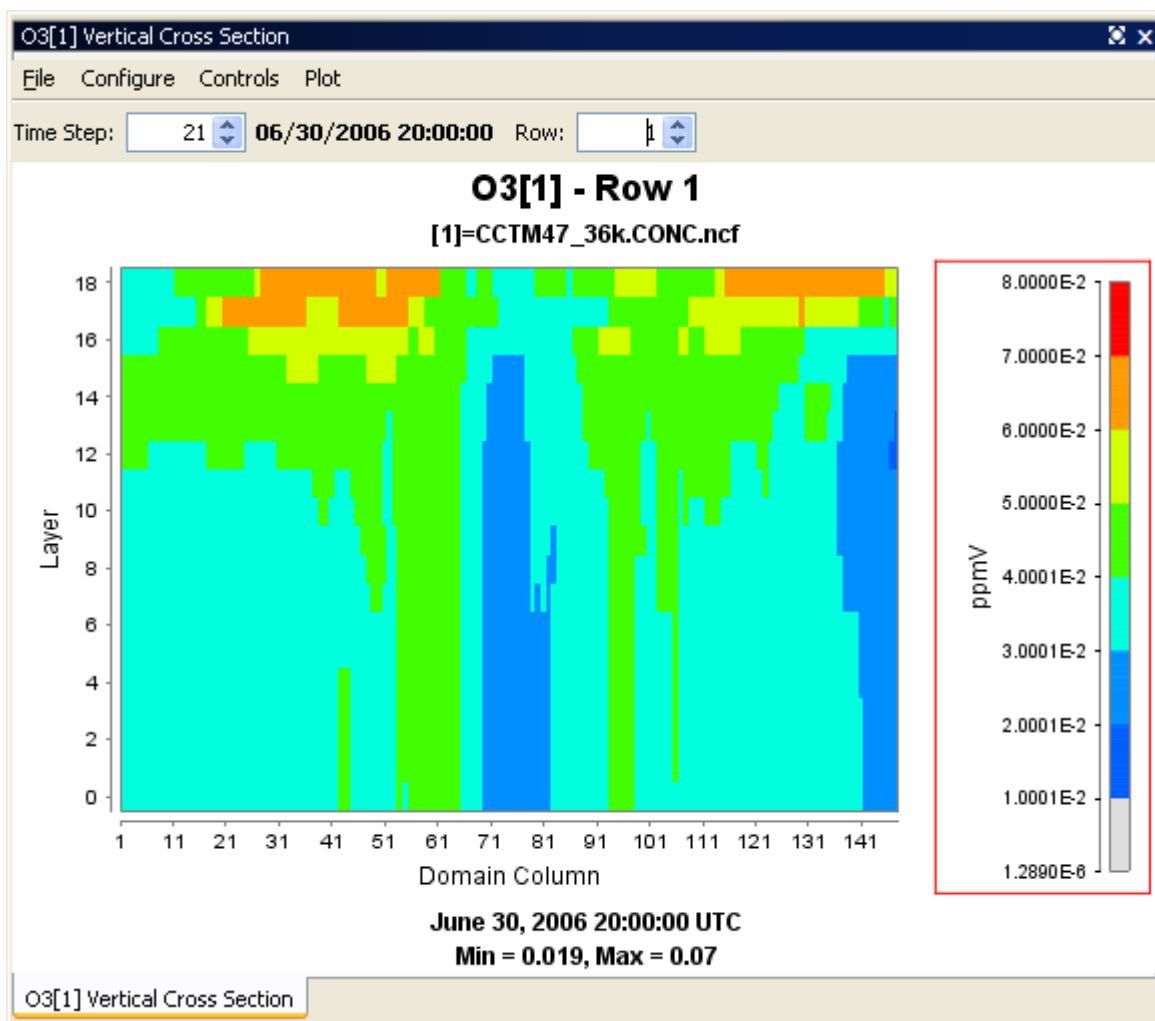 O3[1] Vertical Cross Section
File Configure Controls Plot
Time Step: 21 06/30/2006 20:00:00 Row: 1
O3[1] - Row 1
[1]=CCTM47_36k.CONC.ncf
18
16
14
12
10
8
6
4
2
0
Layer
1 11 21 31 41 51 61 71 81 91 101 111 121 131 141
Domain Column
8.0000E-2
7.0000E-2
6.0000E-2
5.0000E-2
4.0001E-2
3.0001E-2
2.0001E-2
1.0001E-2
1.2890E-6
ppmV
June 30, 2006 20:00:00 UTC
Min = 0.019, Max = 0.07
O3[1] Vertical Cross Section